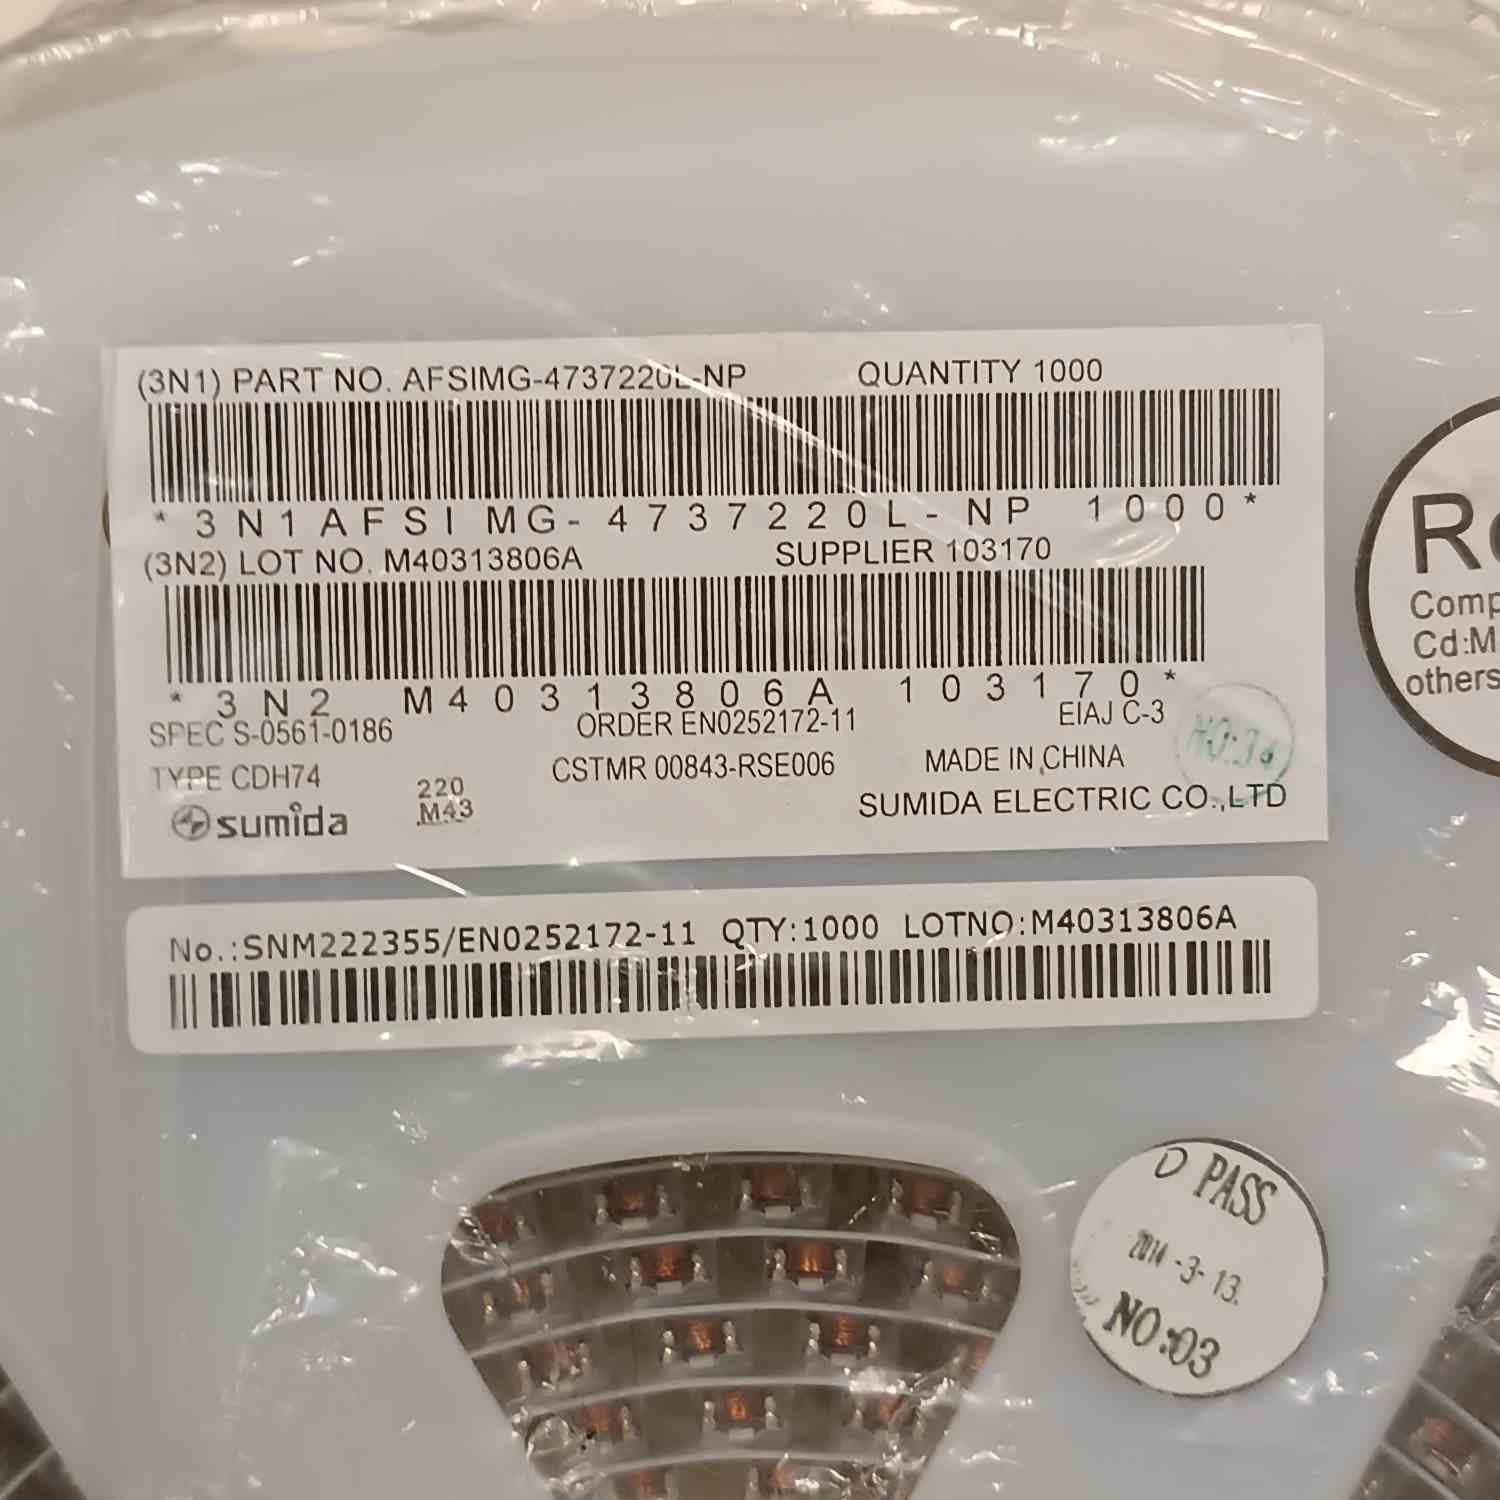 (3N1) PART NO. AFSIMG-4737220L-NP QUANTITY 1000
*3N1AFSIMG-4737220L-NP 1000*
(3N2) LOT NO. M40313806A SUPPLIER 103170
*3N2 M40313806A 103170*
SPEC S-0561-0186 ORDER EN0252172-11 EIAJ C-3
TYPE CDH74 220 CSTMR 00843-RSE006 MADE IN CHINA
M43
sumida SUMIDA ELECTRIC CO.,LTD
NO:34
No.:SNM222355/EN0252172-11 QTY:1000 LOTNO:M40313806A
Cd:M
others
D PASS
2014-3-13.
NO:03